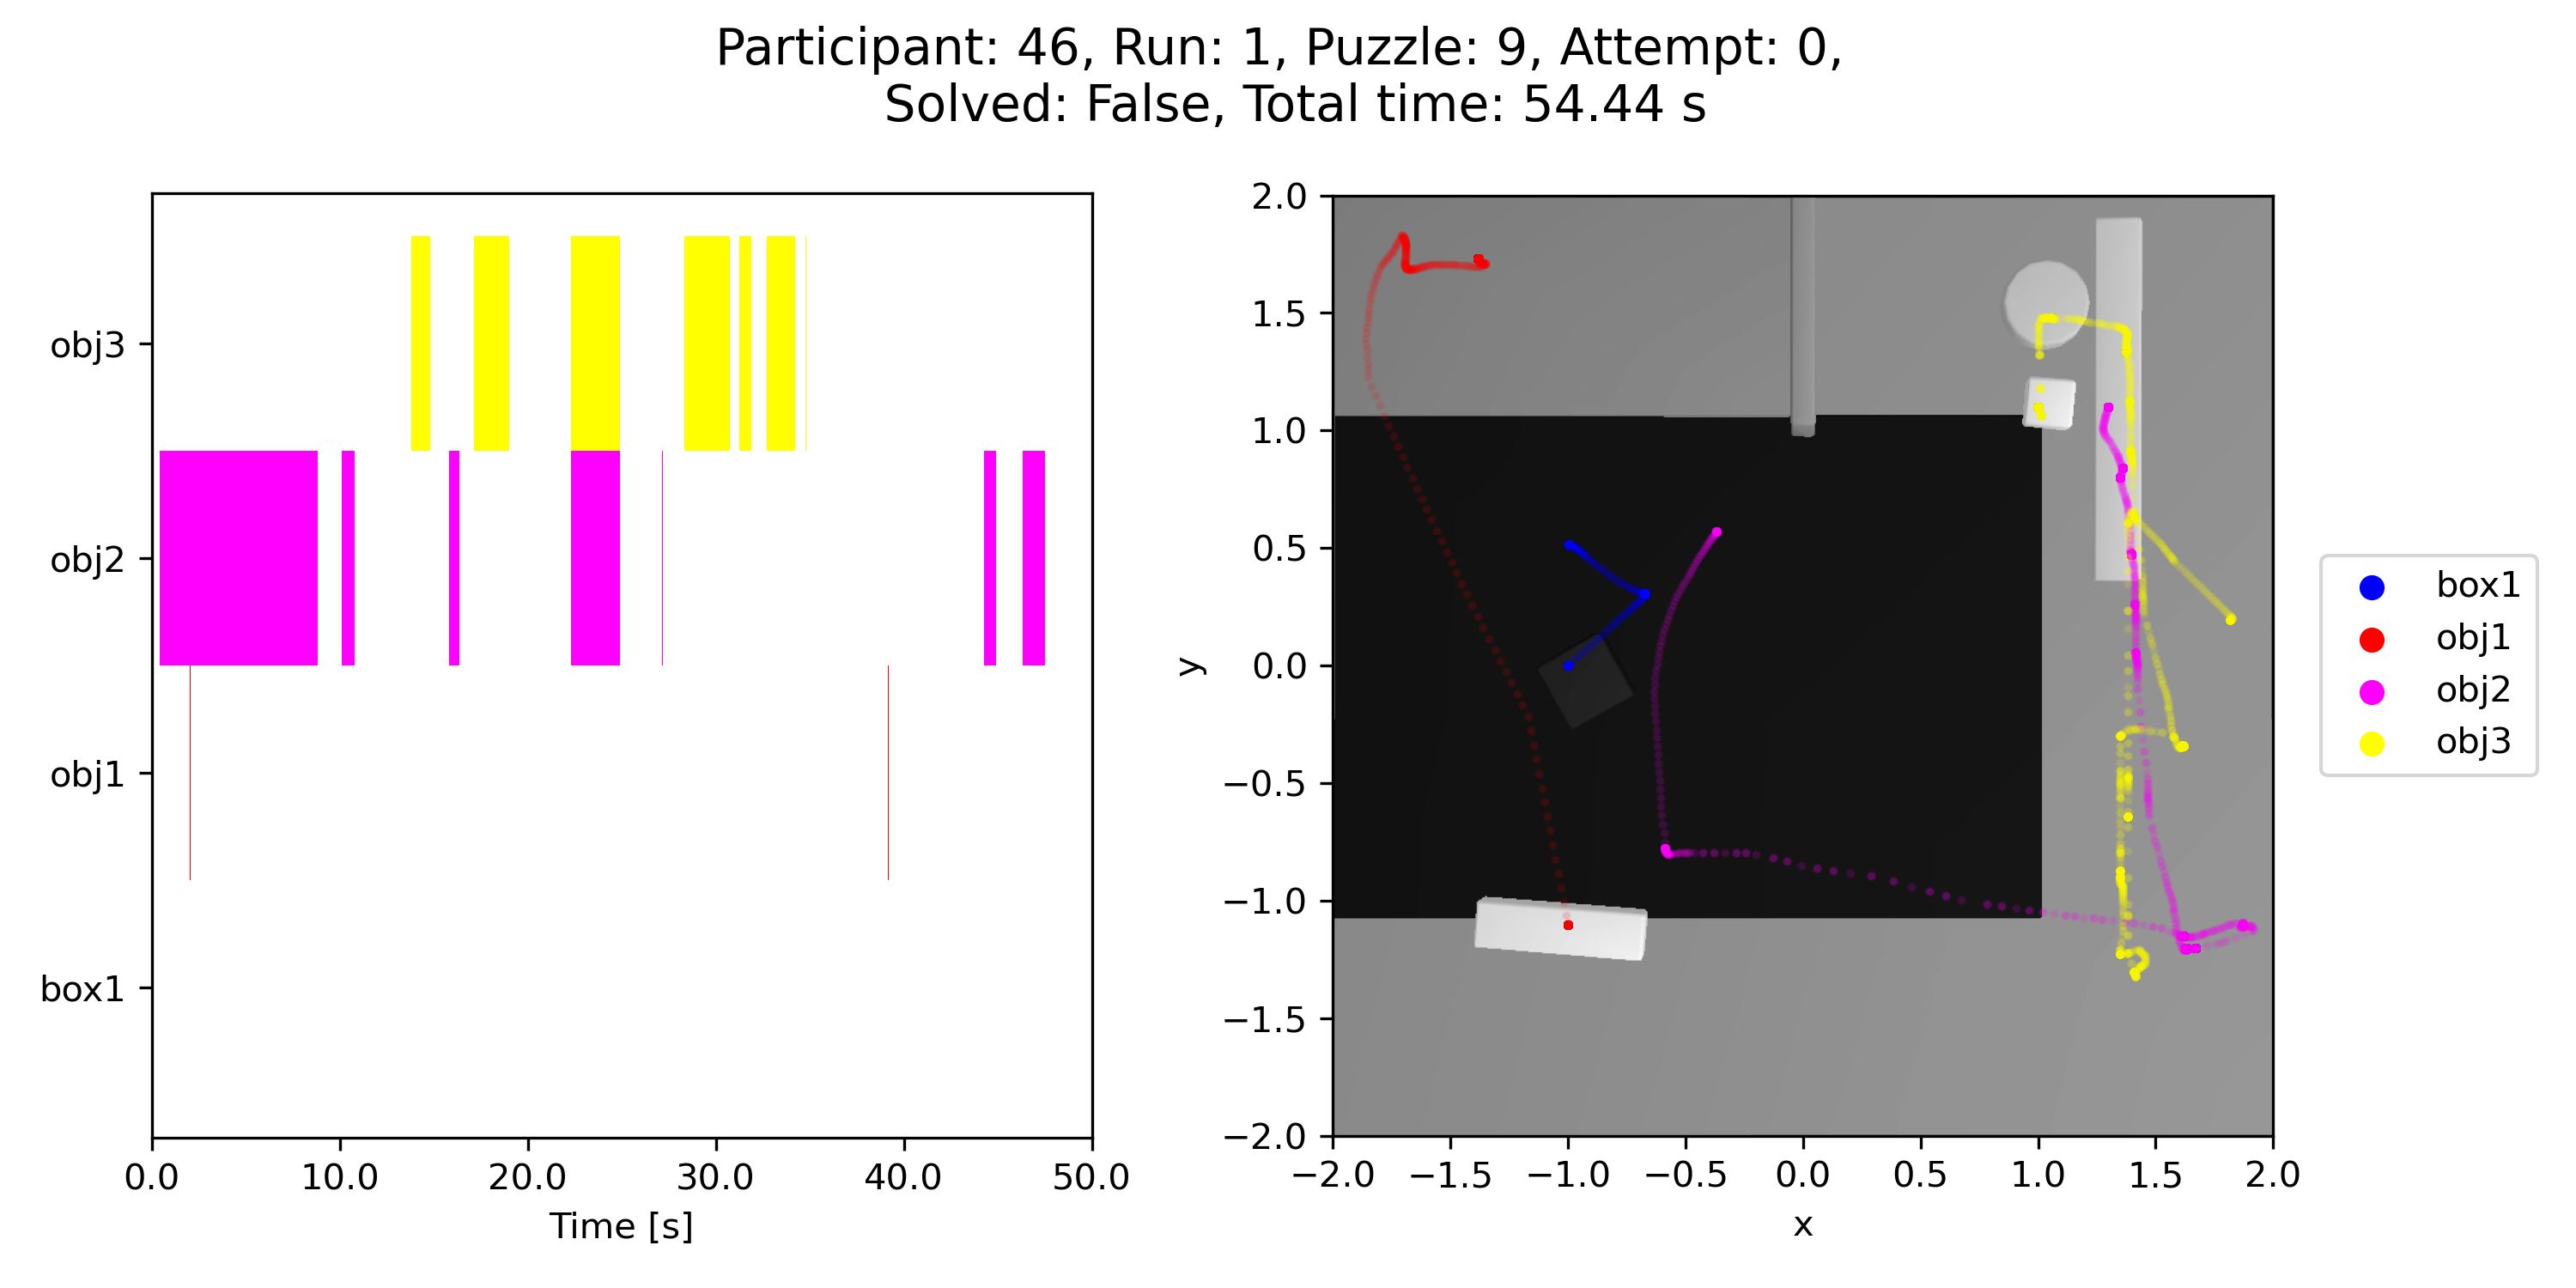 Participant: 46, Run: 1, Puzzle: 9, Attempt: 0,
Solved: False, Total time: 54.44 s
obj3
obj2
obj1
box1
0.0 10.0 20.0 30.0 40.0 50.0
Time [s]
2.0
1.5
1.0
0.5
0.0
−0.5
−1.0
−1.5
−2.0
y
−2.0 −1.5 −1.0 −0.5 0.0 0.5 1.0 1.5 2.0
x
box1
obj1
obj2
obj3